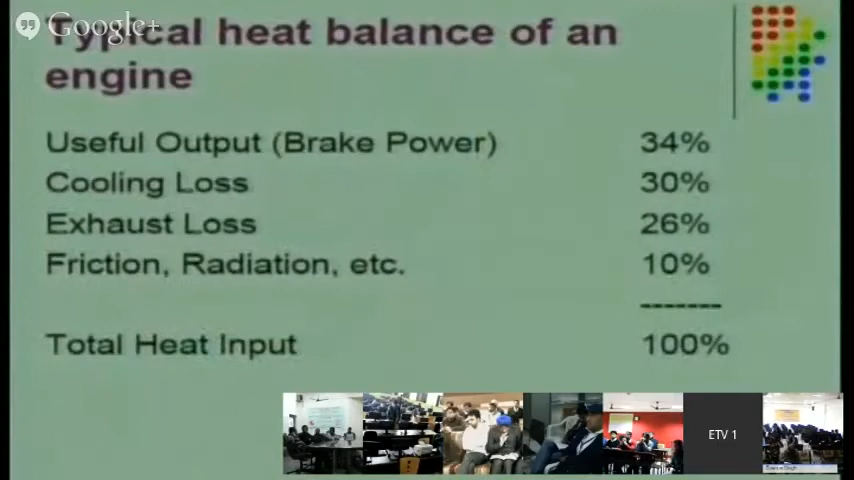 Google+
Typical heat balance of an
engine
Useful Output (Brake Power) 34%
Cooling Loss 30%
Exhaust Loss 26%
Friction, Radiation, etc. 10%
-------
Total Heat Input 100%
ETV 1